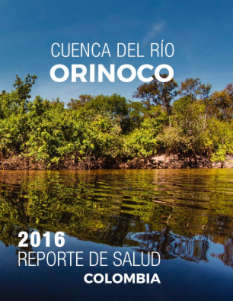 CUENCA DEL RÍO
ORINOCO
2016
REPORTE DE SALUD
COLOMBIA